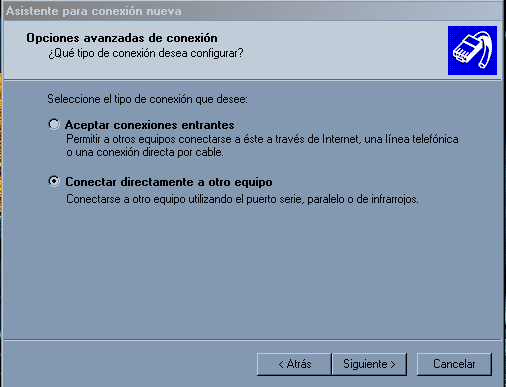 Asistente para conexión nueva
Opciones avanzadas de conexión
¿Qué tipo de conexión desea configurar?
Seleccione el tipo de conexión que desee:
Aceptar conexiones entrantes
Permitir a otros equipos conectarse a éste a través de Internet, una línea telefónica
o una conexión directa por cable.
Conectar directamente a otro equipo
Conectarse a otro equipo utilizando el puerto serie, paralelo o de infrarrojos.
< Atrás
Siguiente >
Cancelar